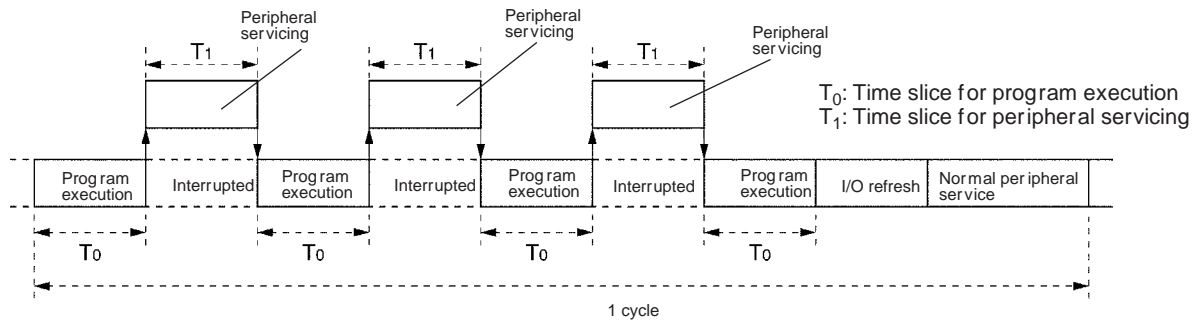 Peripheral
servicing
Peripheral
servicing
Peripheral
servicing
T1
T1
T1
T0: Time slice for program execution
T1: Time slice for peripheral servicing
Program
execution
Interrupted
Program
execution
Interrupted
Program
execution
Interrupted
Program
execution
I/O refresh
Normal peripheral
service
T0
T0
T0
T0
1 cycle